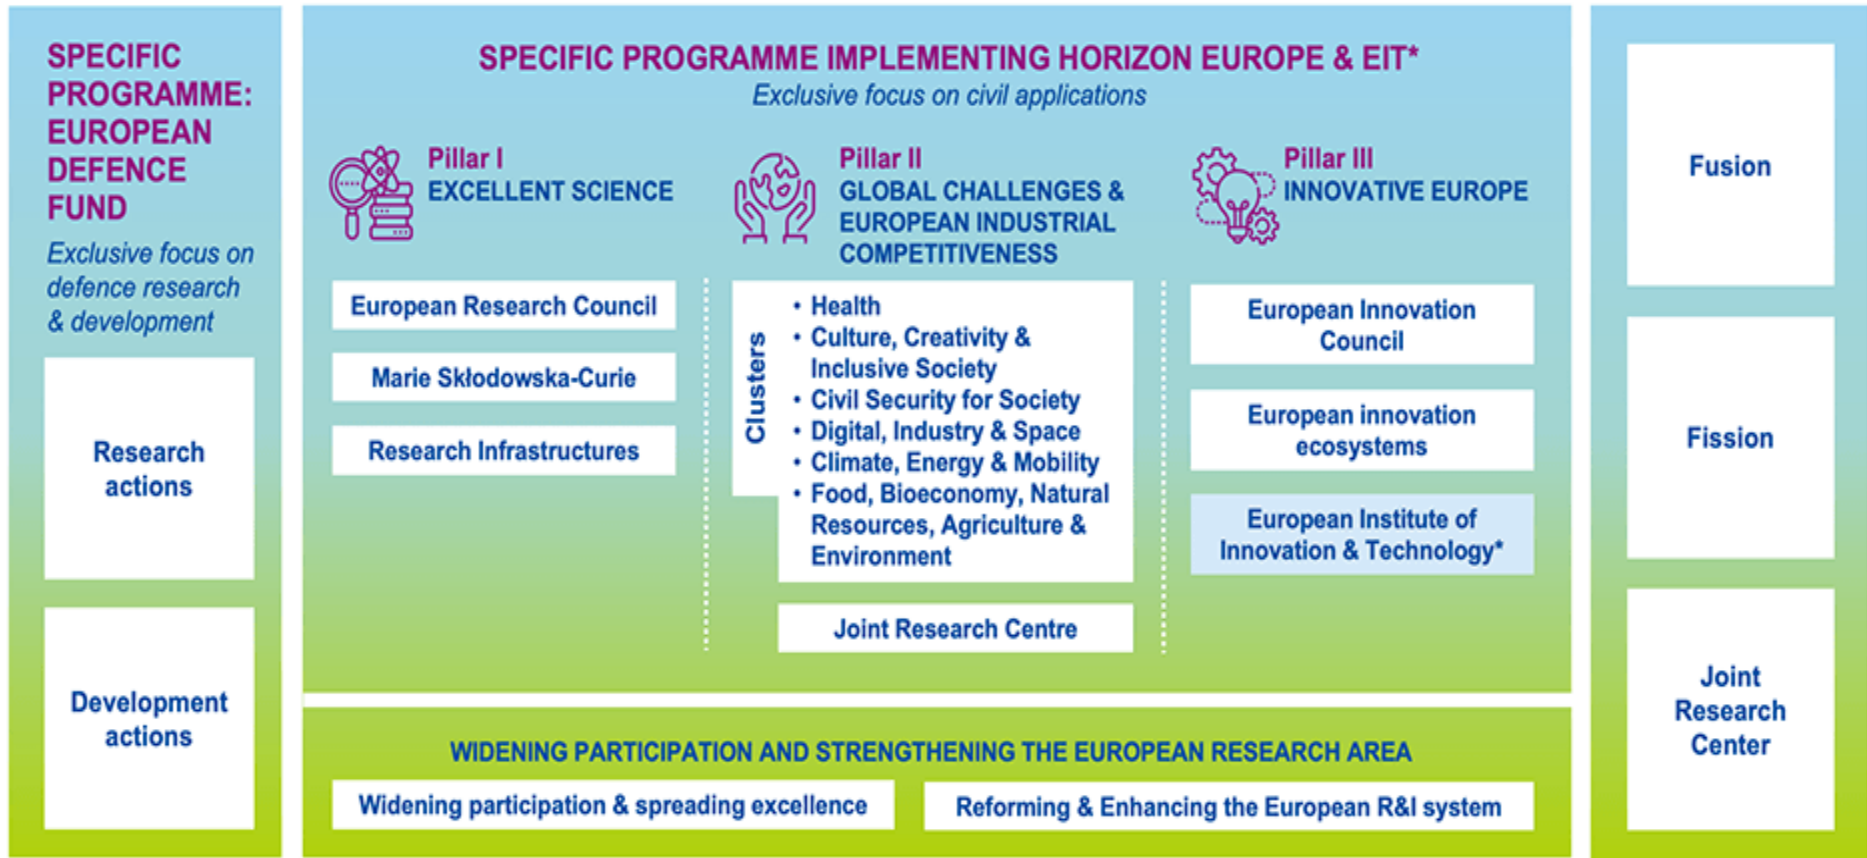 SPECIFIC
PROGRAMME:
EUROPEAN
DEFENCE
FUND
Exclusive focus on
defence research
& development
Research
actions
Development
actions
SPECIFIC PROGRAMME IMPLEMENTING HORIZON EUROPE & EIT*
Exclusive focus on civil applications
Pillar I
EXCELLENT SCIENCE
European Research Council
Marie Skłodowska-Curie
Research Infrastructures
Pillar II
GLOBAL CHALLENGES &
EUROPEAN INDUSTRIAL
COMPETITIVENESS
Clusters
• Health
• Culture, Creativity &
Inclusive Society
• Civil Security for Society
• Digital, Industry & Space
• Climate, Energy & Mobility
• Food, Bioeconomy, Natural
Resources, Agriculture &
Environment
Joint Research Centre
Pillar III
INNOVATIVE EUROPE
European Innovation
Council
European innovation
ecosystems
European Institute of
Innovation & Technology*
WIDENING PARTICIPATION AND STRENGTHENING THE EUROPEAN RESEARCH AREA
Widening participation & spreading excellence
Reforming & Enhancing the European R&I system
Fusion
Fission
Joint
Research
Center